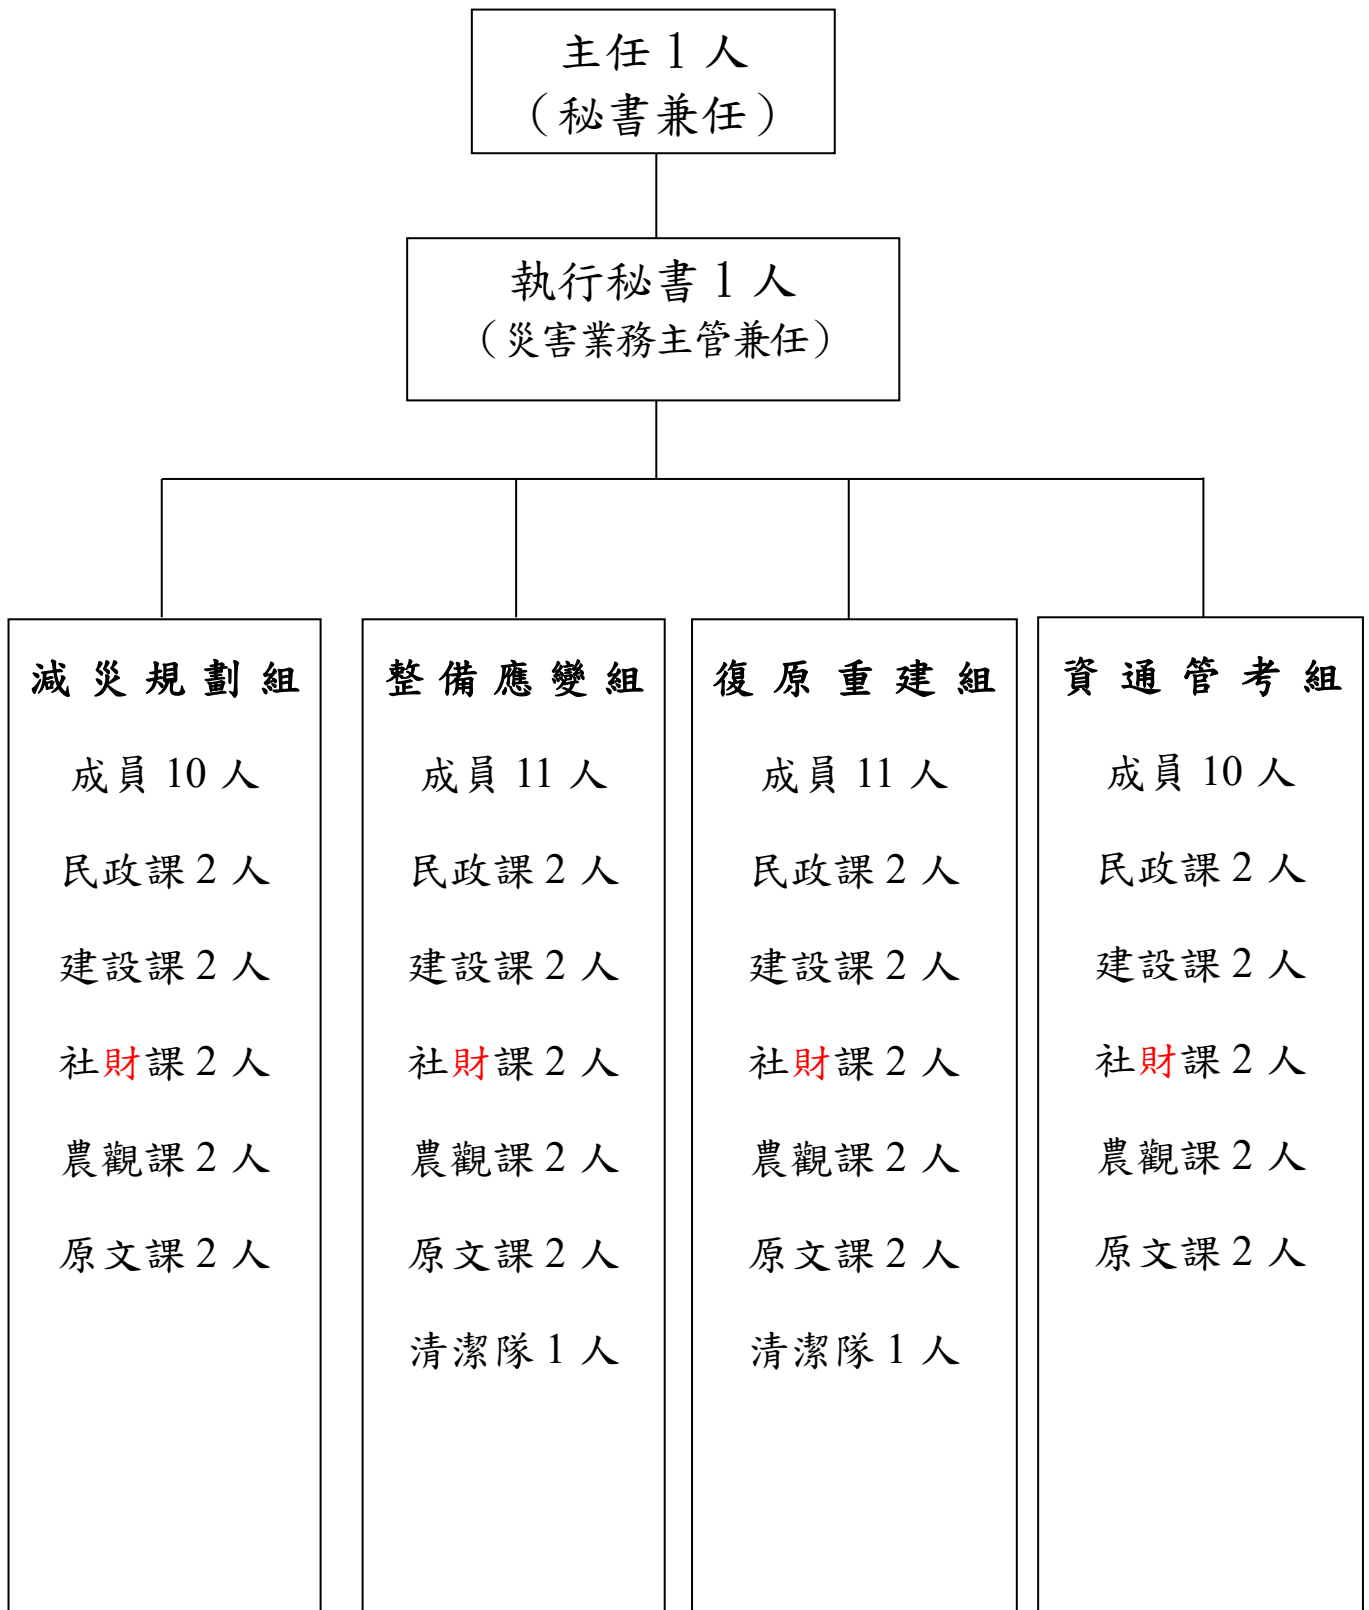 主任1人
（秘書兼任）
執行秘書1人
（災害業務主管兼任）
減災規劃組
成員10人
民政課2人
建設課2人
社財課2人
農觀課2人
原文課2人
整備應變組
成員11人
民政課2人
建設課2人
社財課2人
農觀課2人
原文課2人
清潔隊1人
復原重建組
成員11人
民政課2人
建設課2人
社財課2人
農觀課2人
原文課2人
清潔隊1人
資通管考組
成員10人
民政課2人
建設課2人
社財課2人
農觀課2人
原文課2人